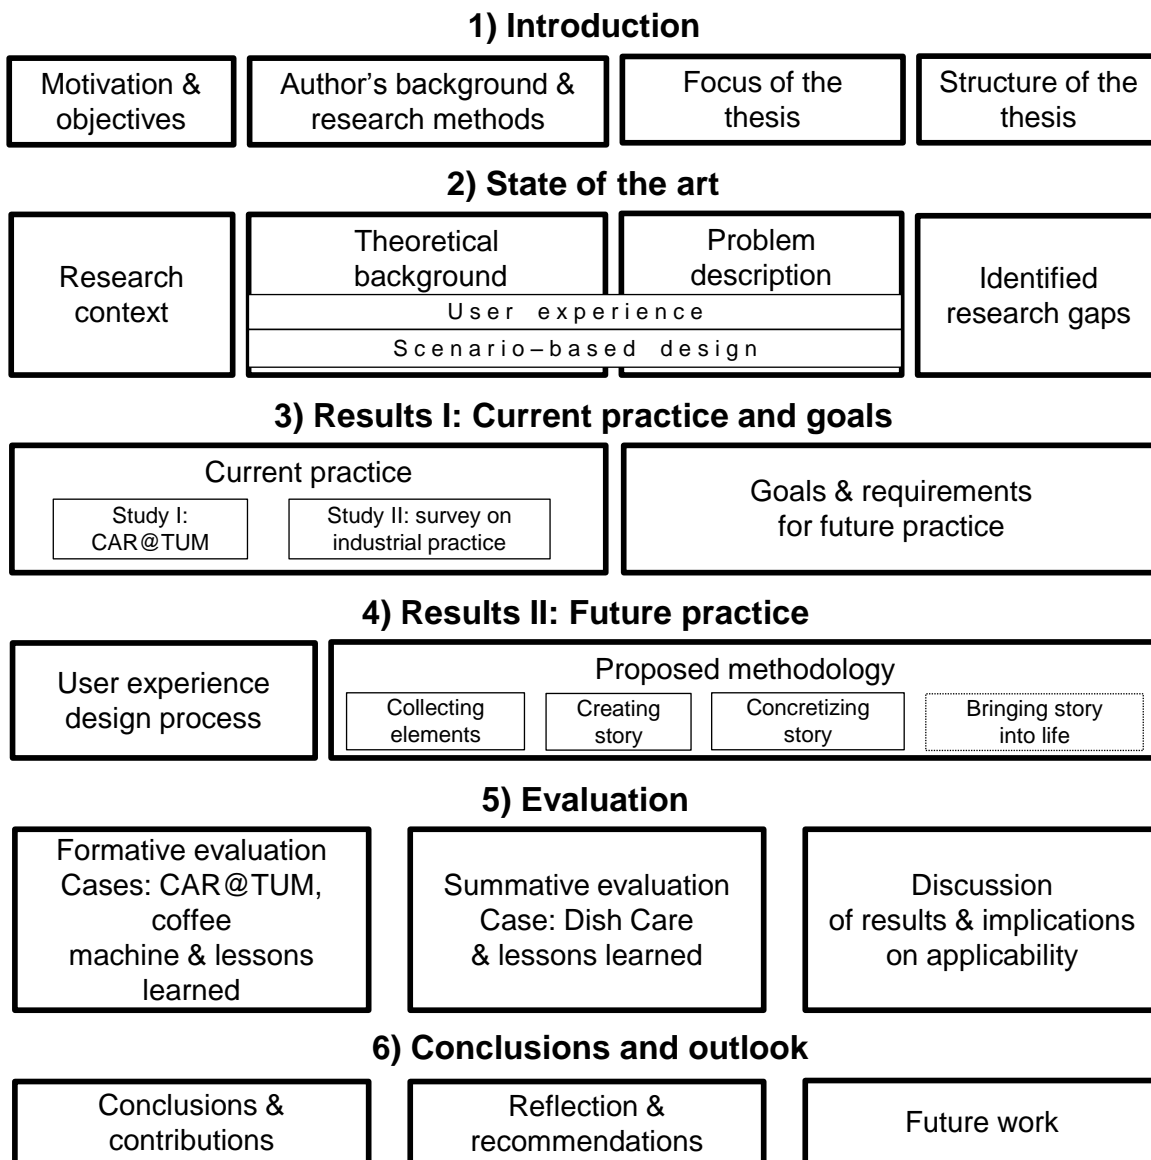 1) Introduction
Motivation &
objectives
Author's background &
research methods
Focus of the
thesis
Structure of the
thesis
2) State of the art
Research
context
Theoretical
background
Problem
description
User experience
Scenario–based design
Identified
research gaps
3) Results I: Current practice and goals
Current practice
Study I:
CAR@TUM
Study II: survey on
industrial practice
Goals & requirements
for future practice
4) Results II: Future practice
User experience
design process
Proposed methodology
Collecting
elements
Creating
story
Concretizing
story
Bringing story
into life
5) Evaluation
Formative evaluation
Cases: CAR@TUM,
coffee
machine & lessons
learned
Summative evaluation
Case: Dish Care
& lessons learned
Discussion
of results & implications
on applicability
6) Conclusions and outlook
Conclusions &
contributions
Reflection &
recommendations
Future work